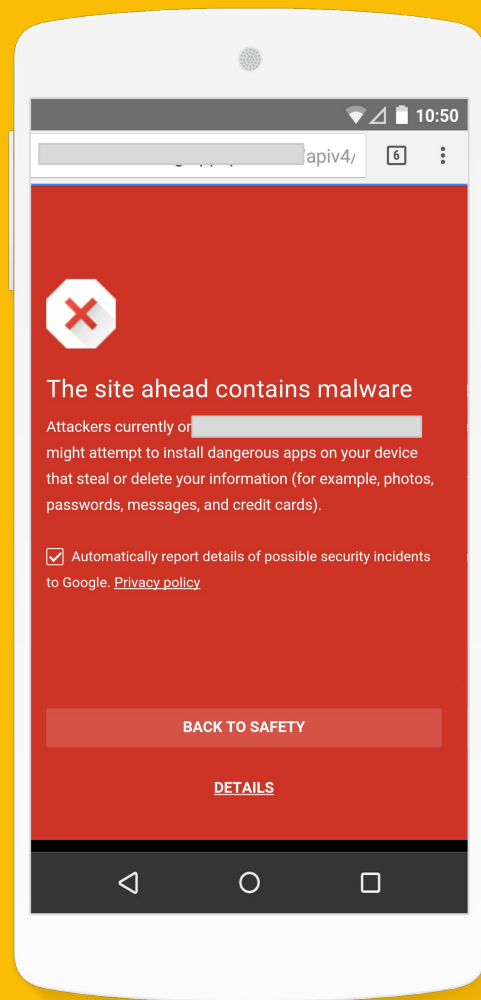 10:50
/apiv4/
6
The site ahead contains malware
Attackers currently on
might attempt to install dangerous apps on your device
that steal or delete your information (for example, photos,
passwords, messages, and credit cards).
Automatically report details of possible security incidents
to Google. Privacy policy
BACK TO SAFETY
DETAILS